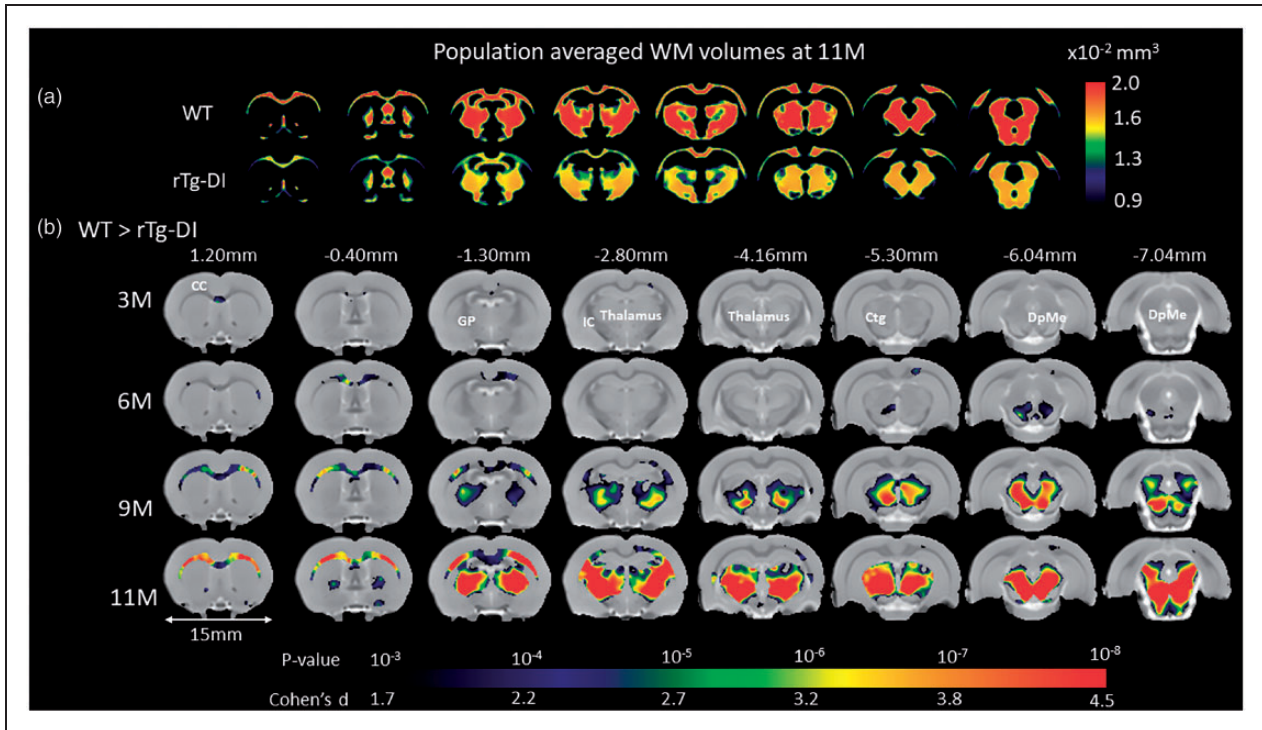 Population averaged WM volumes at 11M
x10-2 mm3
(a)
WT
rTg-DI
2.0
1.6
1.3
0.9
(b) WT > rTg-DI
1.20mm -0.40mm -1.30mm -2.80mm -4.16mm -5.30mm -6.04mm -7.04mm
3M
CC GP IC Thalamus Thalamus Ctg DpMe DpMe
6M
9M
11M
15mm
P-value 10-3 10-4 10-5 10-6 10-7 10-8
Cohen's d 1.7 2.2 2.7 3.2 3.8 4.5